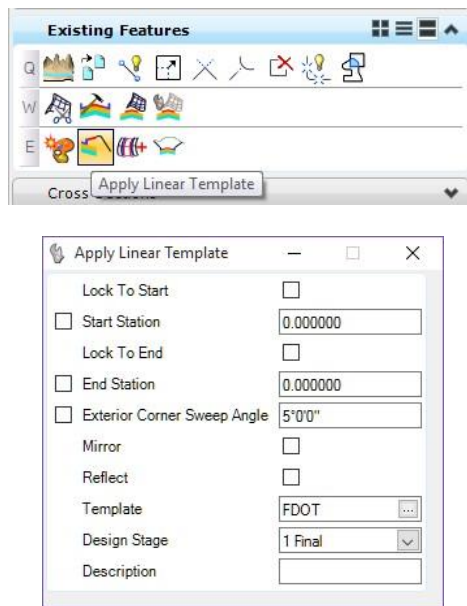 Existing Features
Q
W
E
Apply Linear Template
Cross
Apply Linear Template
Lock To Start
Start Station 0.000000
Lock To End
End Station 0.000000
Exterior Corner Sweep Angle 5°0'0"
Mirror
Reflect
Template FDOT ...
Design Stage 1 Final
Description